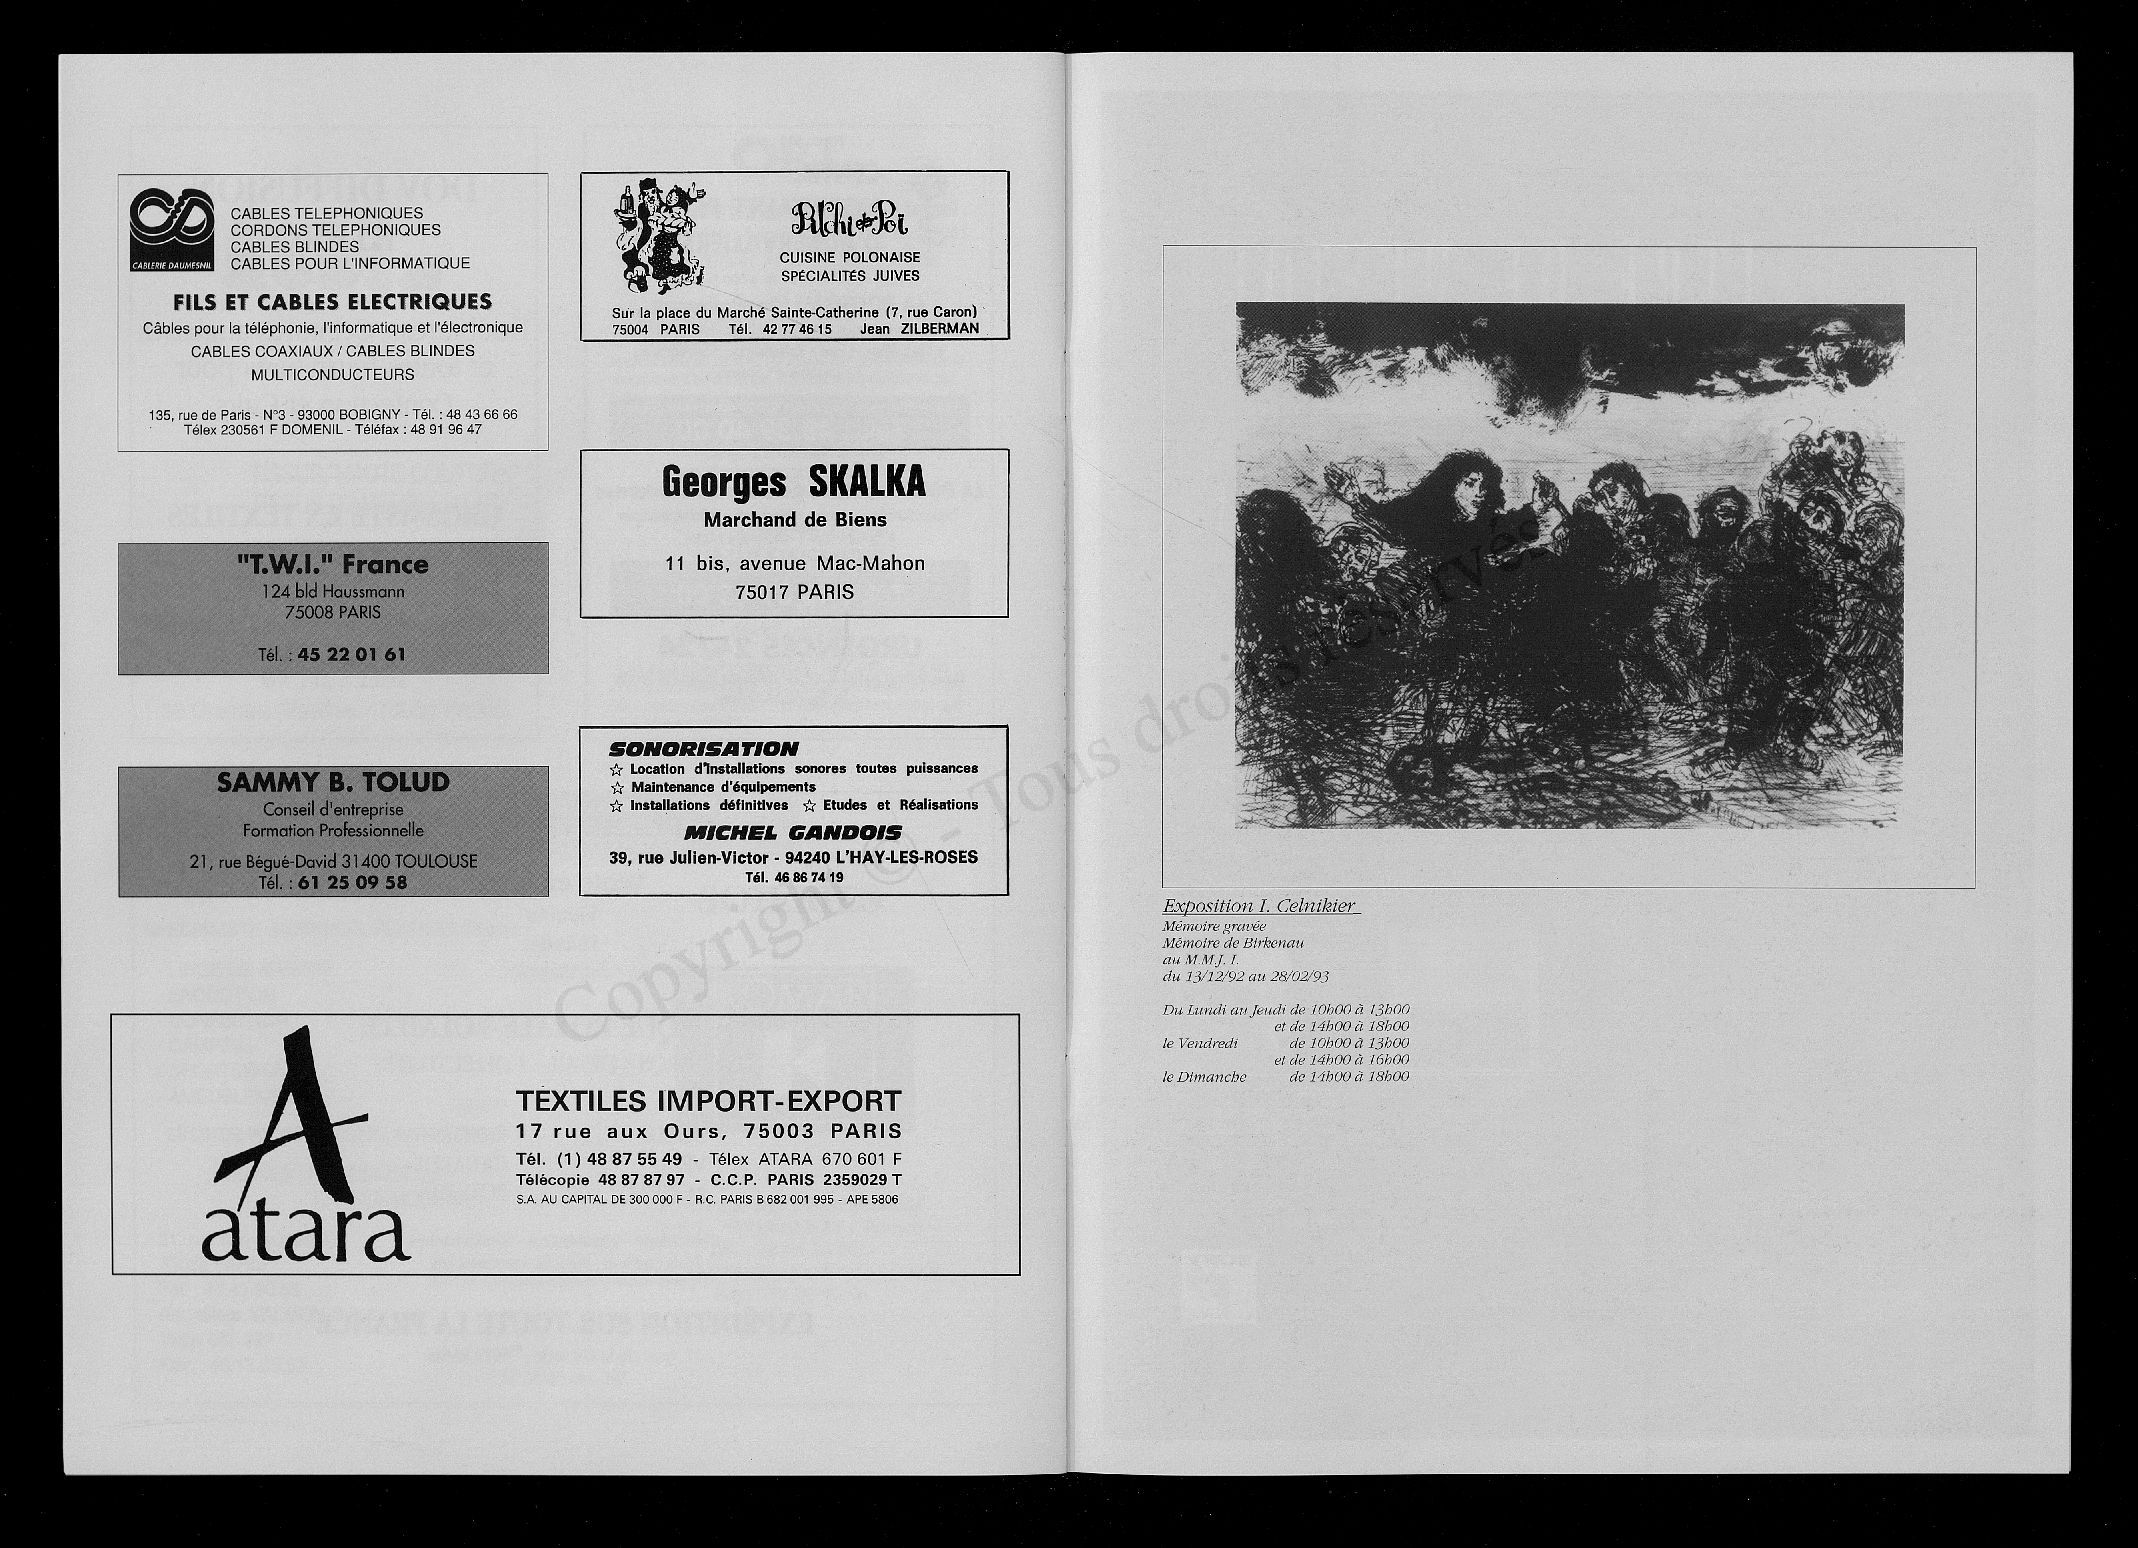 CABLERIE DAUMESNIL
CABLES TELEPHONIQUES
CORDONS TELEPHONIQUES
CABLES BLINDES
CABLES POUR L'INFORMATIQUE
FILS ET CABLES ELECTRIQUES
Câbles pour la téléphonie, l'informatique et l'électronique
CABLES COAXIAUX / CABLES BLINDES
MULTICONDUCTEURS
135, rue de Paris - N°3 - 93000 BOBIGNY - Tél. : 48 43 66 66
Télex 230561 F DOMENIL - Téléfax : 48 91 96 47
"T.W.I." France
124 bld Haussmann
75008 PARIS
Tél. : 45 22 01 61
SAMMY B. TOLUD
Conseil d'entreprise
Formation Professionnelle
21, rue Bégué-David 31400 TOULOUSE
Tél. : 61 25 09 58
Pitchi Poï
CUISINE POLONAISE
SPÉCIALITÉS JUIVES
Sur la place du Marché Sainte-Catherine (7, rue Caron)
75004 PARIS Tél. 42 77 46 15 Jean ZILBERMAN
Georges SKALKA
Marchand de Biens
11 bis, avenue Mac-Mahon
75017 PARIS
SONORISATION
☆ Location d'installations sonores toutes puissances
☆ Maintenance d'équipements
☆ Installations définitives ☆ Etudes et Réalisations
MICHEL GANDOIS
39, rue Julien-Victor - 94240 L'HAY-LES-ROSES
Tél. 46 86 74 19
atara
TEXTILES IMPORT-EXPORT
17 rue aux Ours, 75003 PARIS
Tél. (1) 48 87 55 49 - Télex ATARA 670 601 F
Télécopie 48 87 87 97 - C.C.P. PARIS 2359029 T
S.A. AU CAPITAL DE 300 000 F - R.C. PARIS B 682 001 995 - APE 5806
Exposition I. Celnikier
Mémoire gravée
Mémoire de Birkenau
au M.M.J.I.
du 13/12/92 au 28/02/93
Du Lundi au Jeudi de 10h00 à 13h00
et de 14h00 à 18h00
le Vendredi de 10h00 à 13h00
et de 14h00 à 16h00
le Dimanche de 14h00 à 18h00
Copyright © - Tous droits réservés